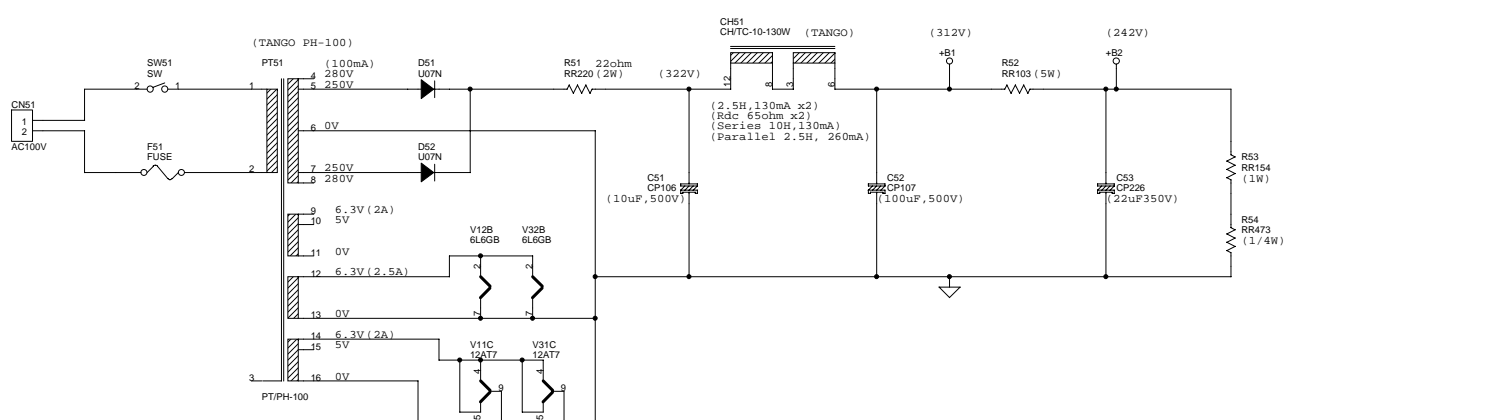 CH51
CH/TC-10-130W (TANGO)
(312V)
(242V)
(TANGO PH-100)
+B1
+B2
SW51
SW
PT51
(100mA)
D51
U07N
R51 22ohm
RR220 (2W)
(322V)
R52
RR103 (5W)
4 280V
5 250V
2 1
1
12 8 3 6
CN51
1
2
AC100V
(2.5H,130mA x2)
(Rdc 65ohm x2)
(Series 10H,130mA)
(Parallel 2.5H, 260mA)
6 0V
F51
FUSE
2
D52
U07N
7 250V
8 280V
R53
RR154
(1W)
C51
CP106
(10uF,500V)
C52
CP107
(100uF,500V)
C53
CP226
(22uF350V)
9 6.3V(2A)
10 5V
11 0V
R54
RR473
(1/4W)
V12B
6L6GB
V32B
6L6GB
12 6.3V(2.5A)
2 2
7 7
13 0V
14 6.3V(2A)
15 5V
V11C
12AT7
V31C
12AT7
4 4
9 9
3
16 0V
PT/PH-100
5 5